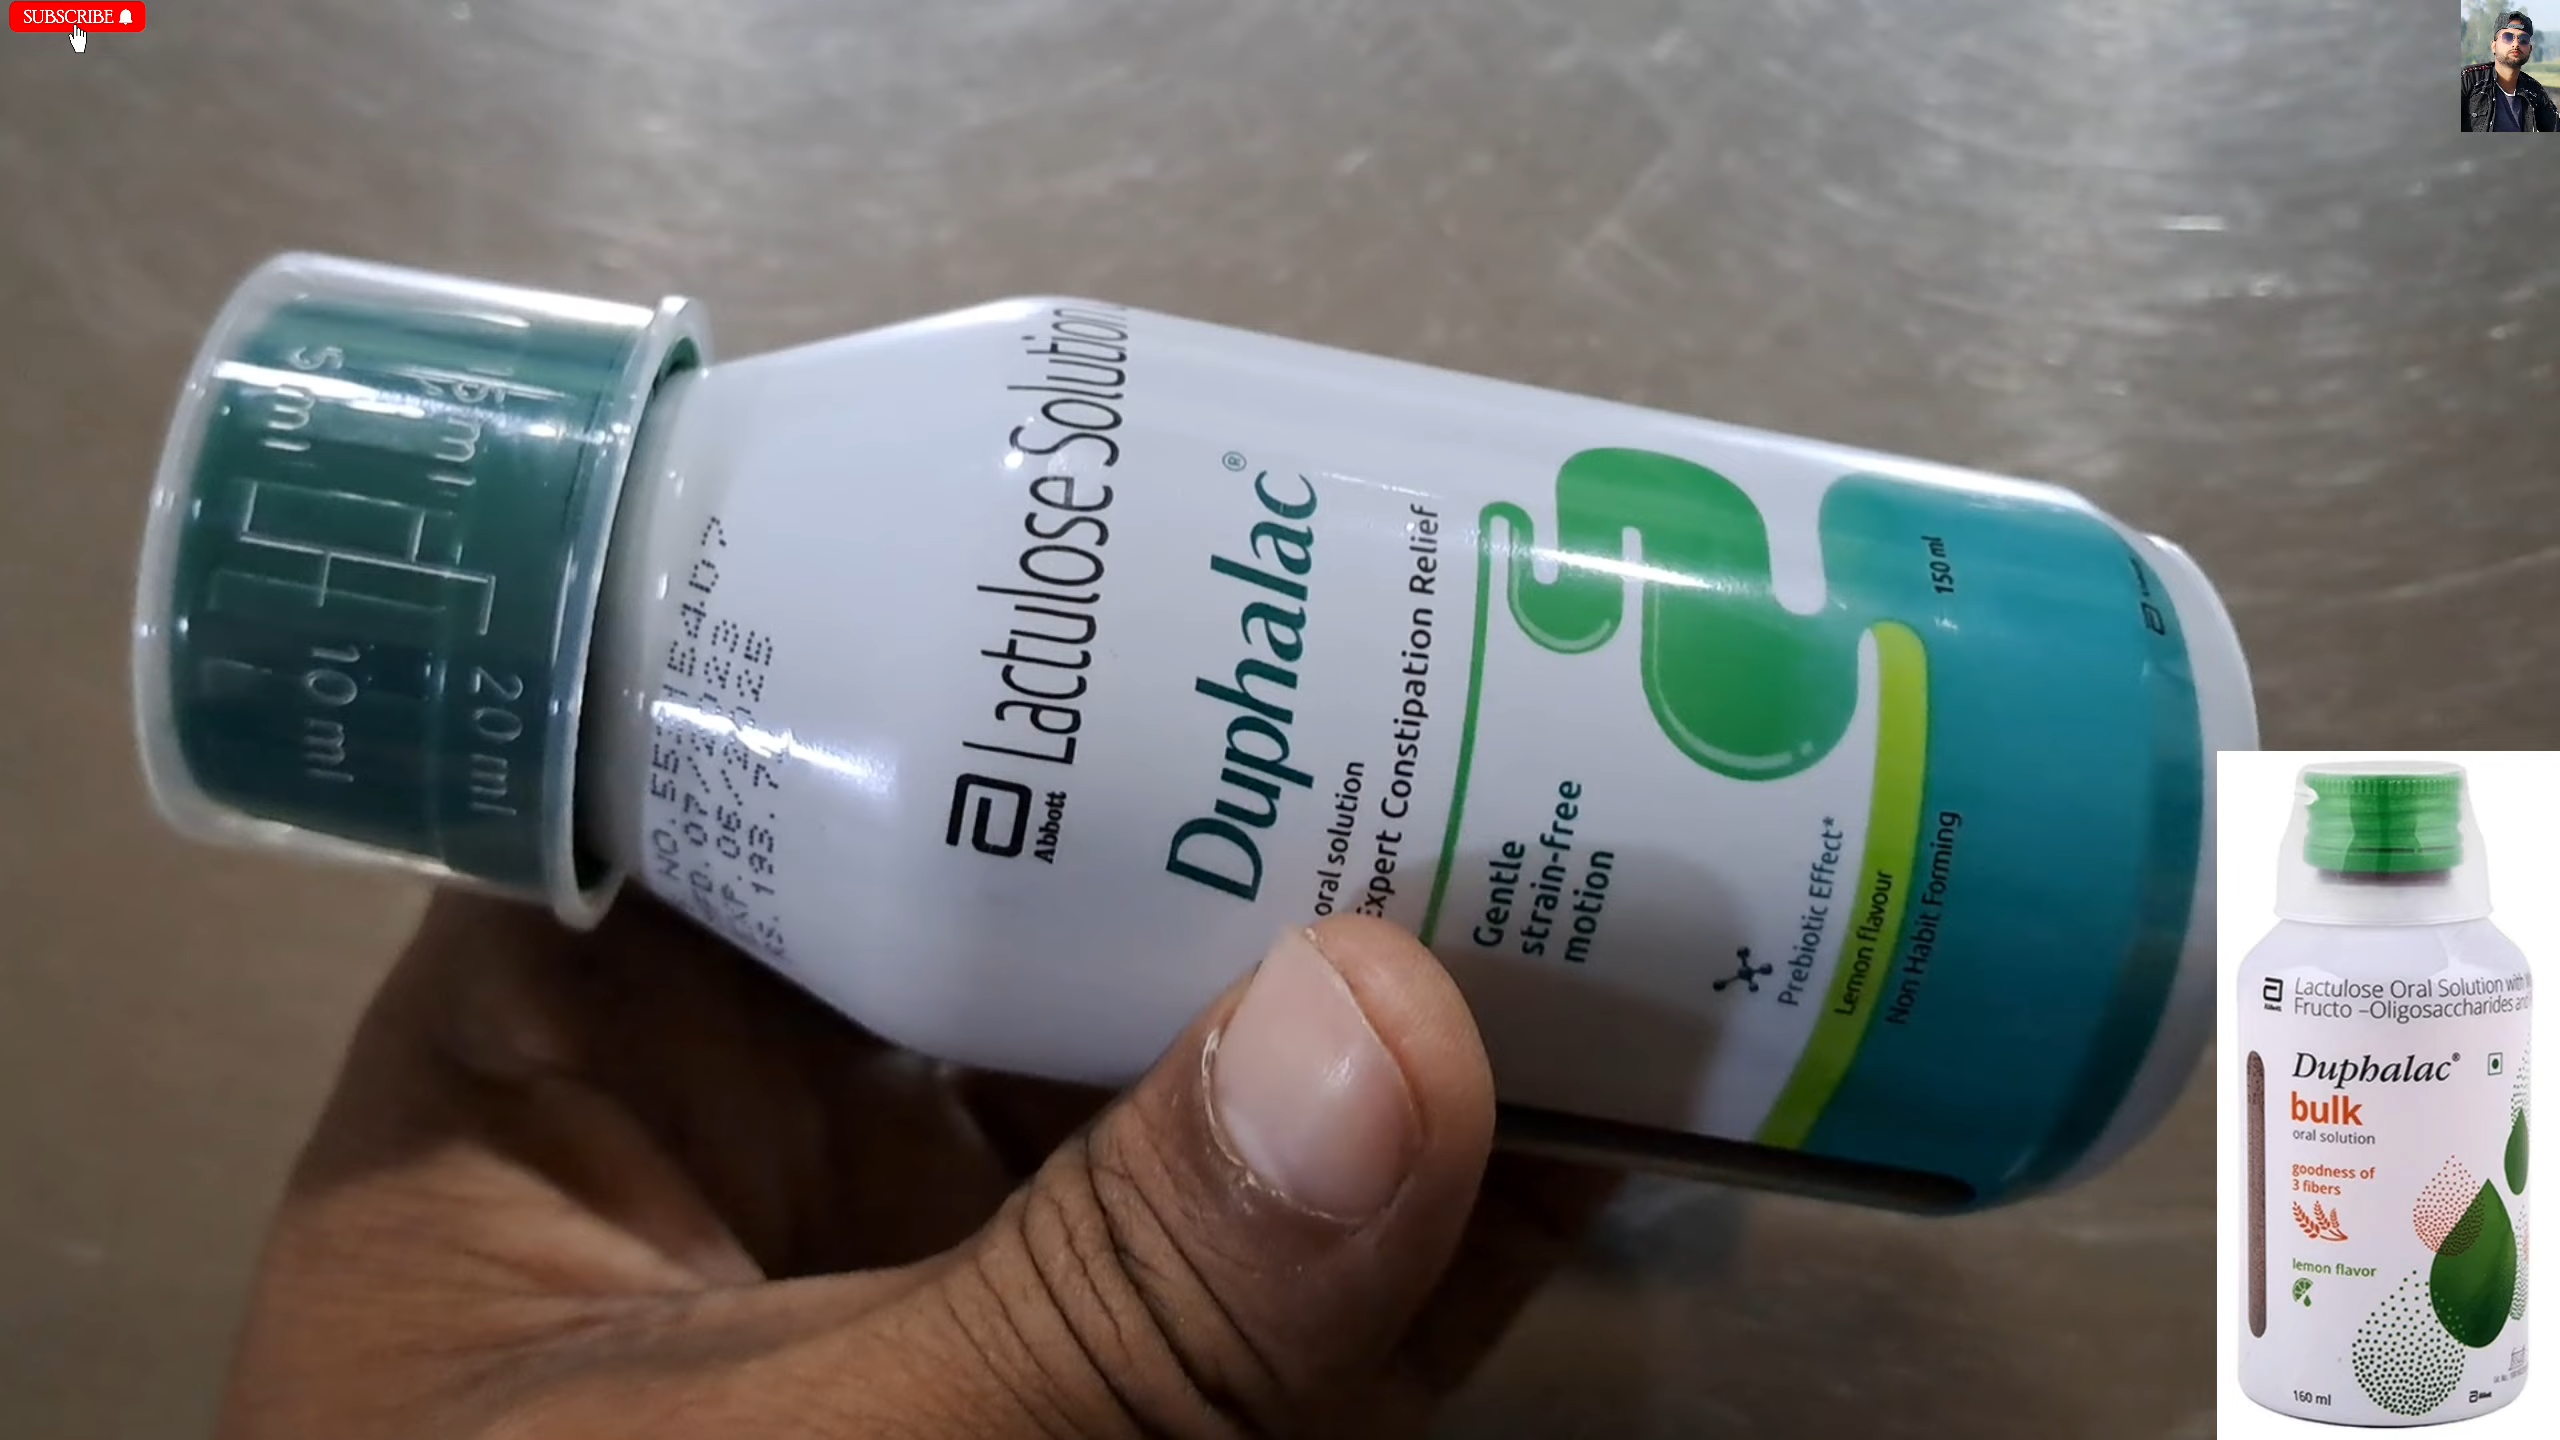 SUBSCRIBE
5 ml
15 ml
10 ml
20 ml
Abbott
Lactulose Solution
Duphalac®
oral solution
Expert Constipation Relief
Gentle
strain-free
motion
Prebiotic Effect*
Lemon flavour
Non Habit Forming
150 ml
Lactulose Oral Solution with
Fructo –Oligosaccharides and
Duphalac®
bulk
oral solution
goodness of
3 fibers
lemon flavor
160 ml